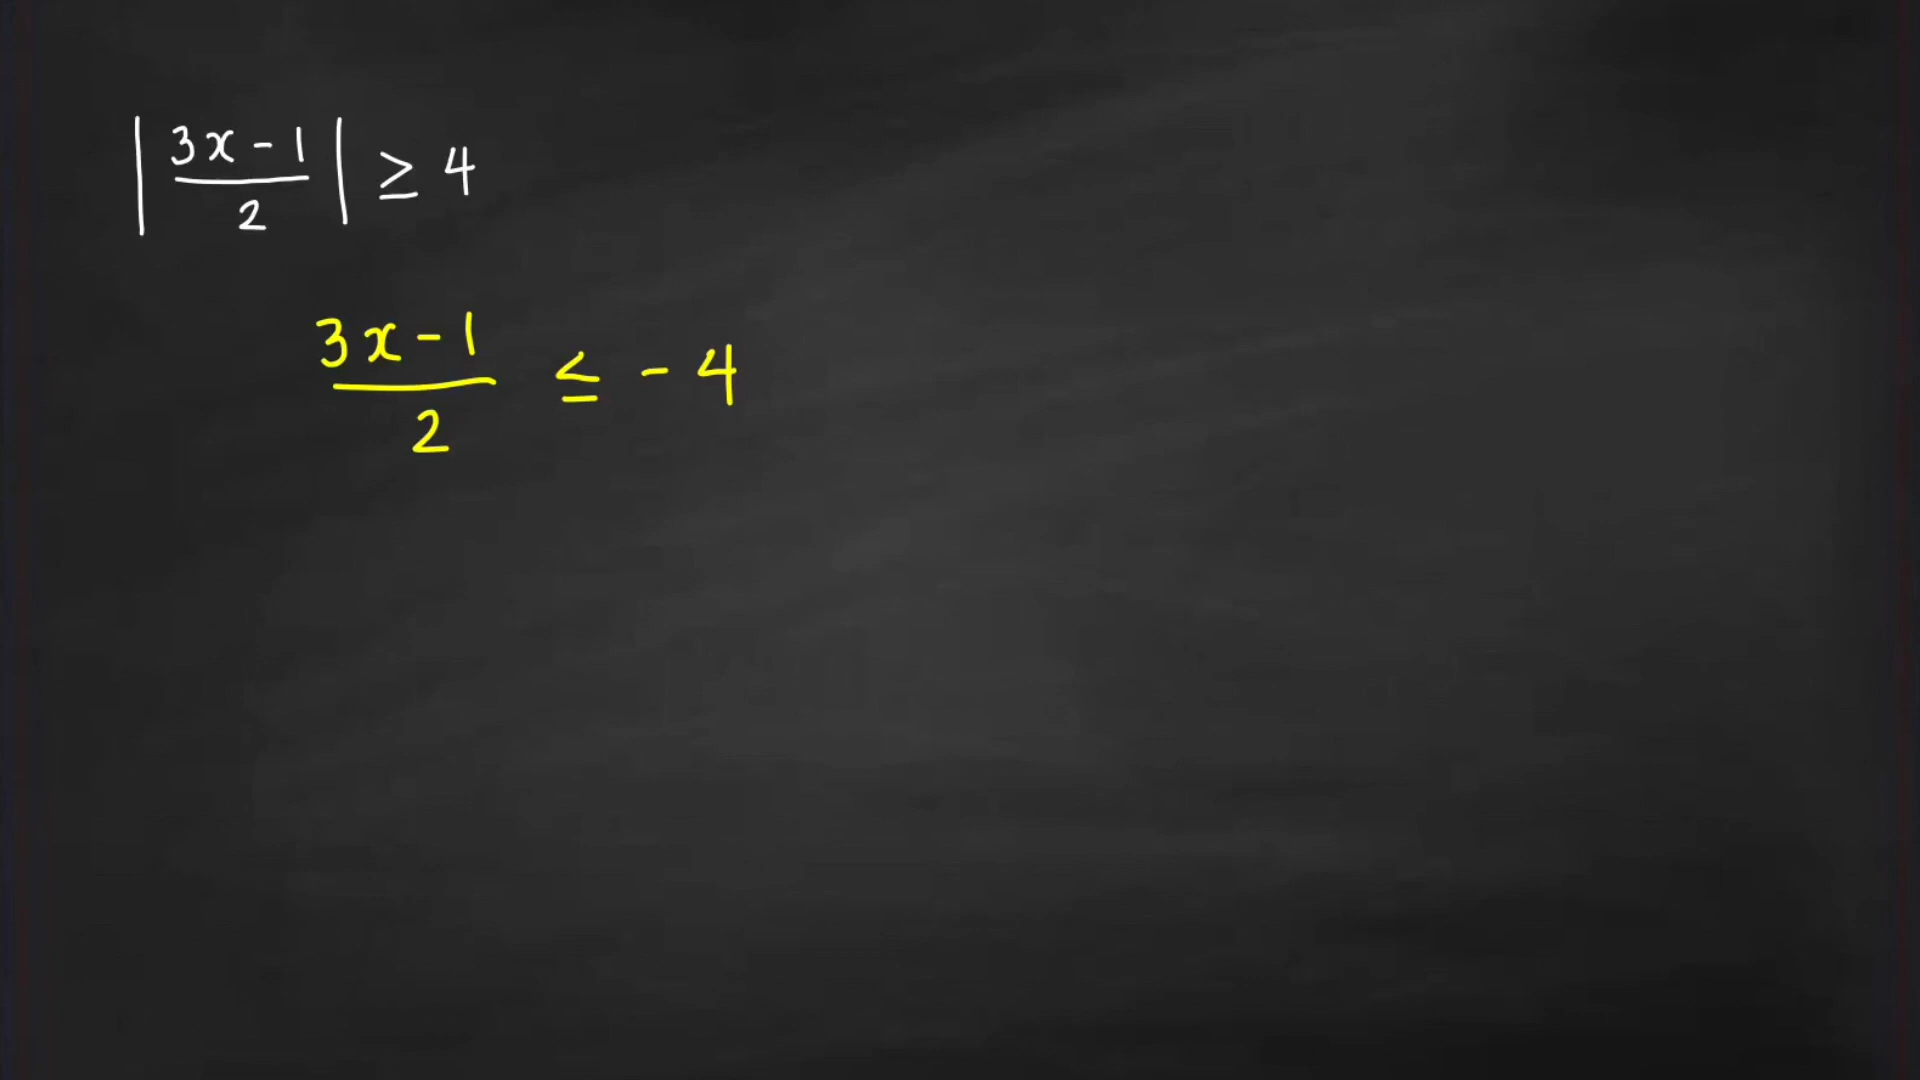 |(3x - 1)/2| ≥ 4
(3x - 1)/2 ≤ - 4